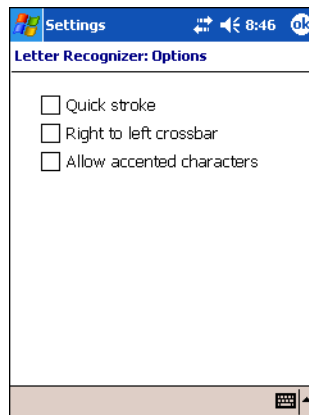 Settings 8:46 ok
Letter Recognizer: Options
Quick stroke
Right to left crossbar
Allow accented characters